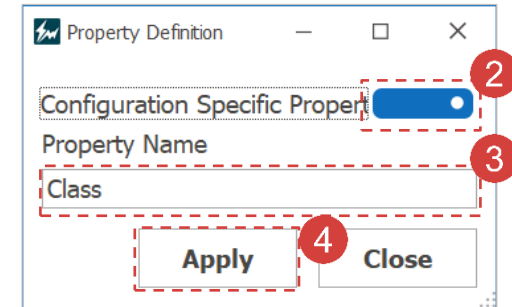 Property Definition
2
Configuration Specific Propert
Property Name
3
Class
4
Apply
Close